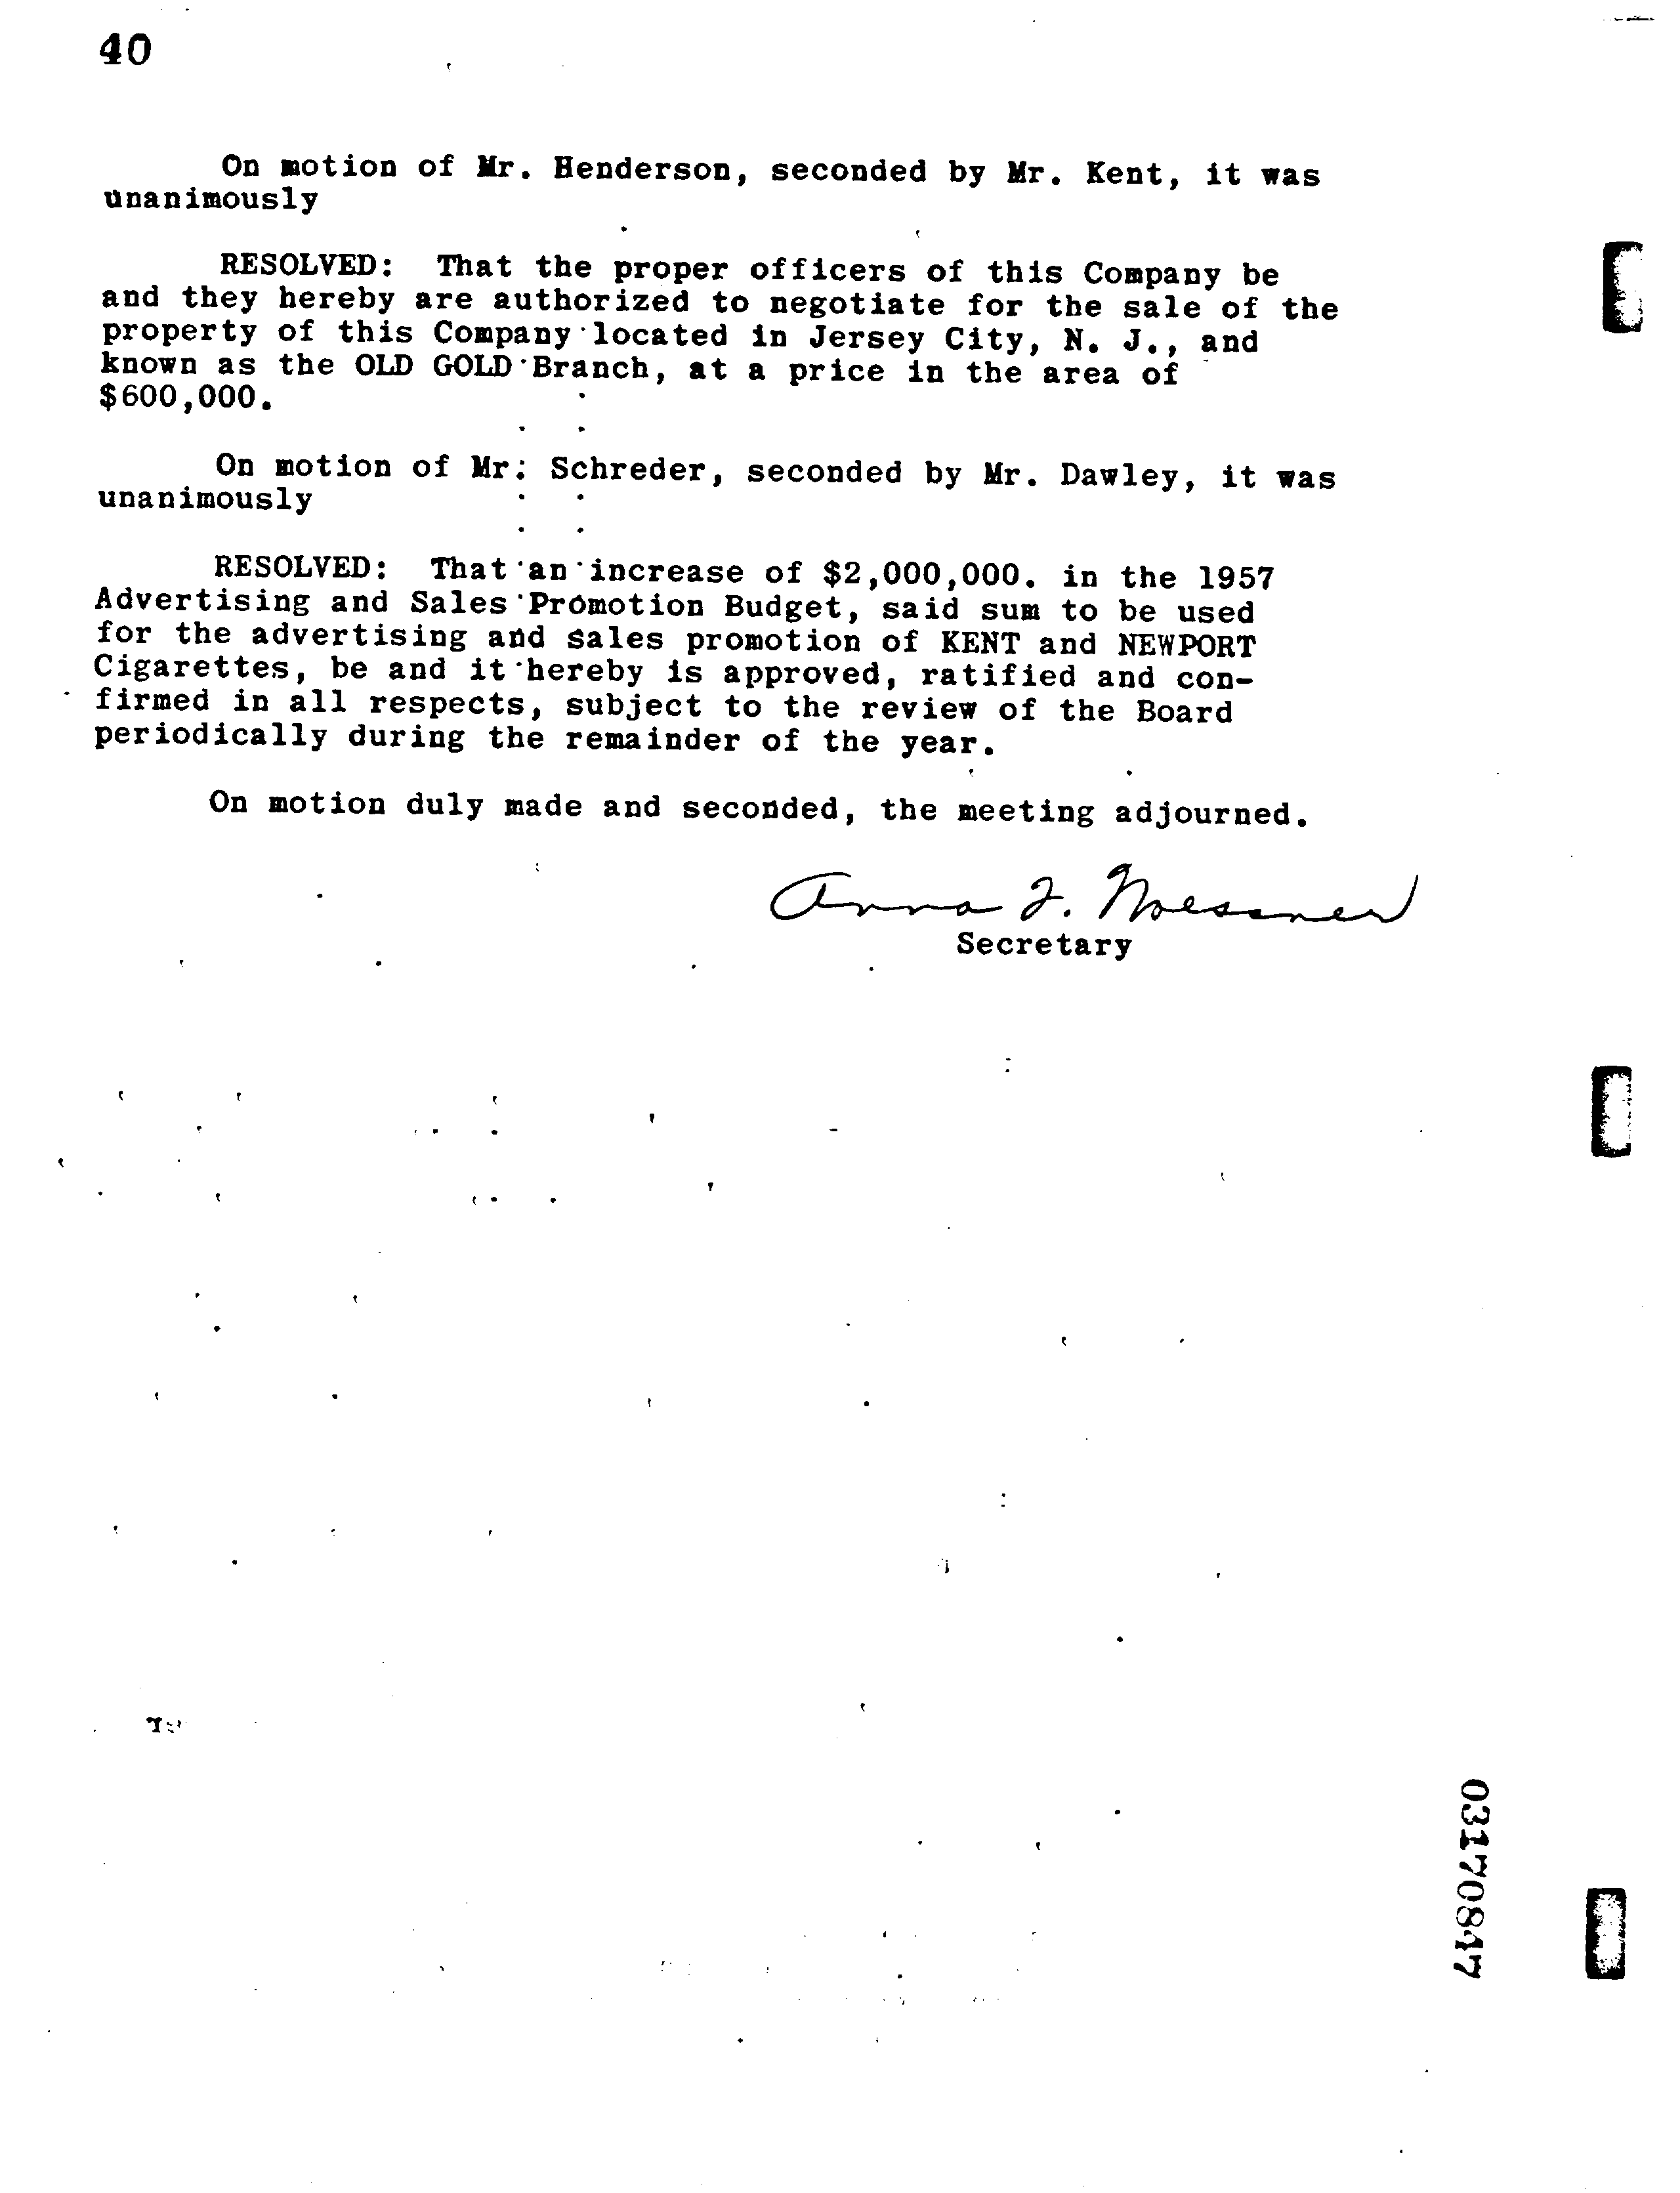 40
On motion of Mr. Henderson, seconded by Mr. Kent, it was
unanimously
RESOLVED: That the proper officers of this Company be
and they hereby are authorized to negotiate for the sale of the
property of this Company located in Jersey City, N. J., and
known as the OLD GOLD Branch, at a price in the area of
$600,000.
On motion of Mr. Schreder, seconded by Mr. Dawley, it was
unanimously
RESOLVED: That an increase of $2,000,000. in the 1957
Advertising and Sales Promotion Budget, said sum to be used
for the advertising and sales promotion of KENT and NEWPORT
Cigarettes, be and it hereby is approved, ratified and con-
firmed in all respects, subject to the review of the Board
periodically during the remainder of the year.
On motion duly made and seconded, the meeting adjourned.
Anna F.
Secretary
03170847